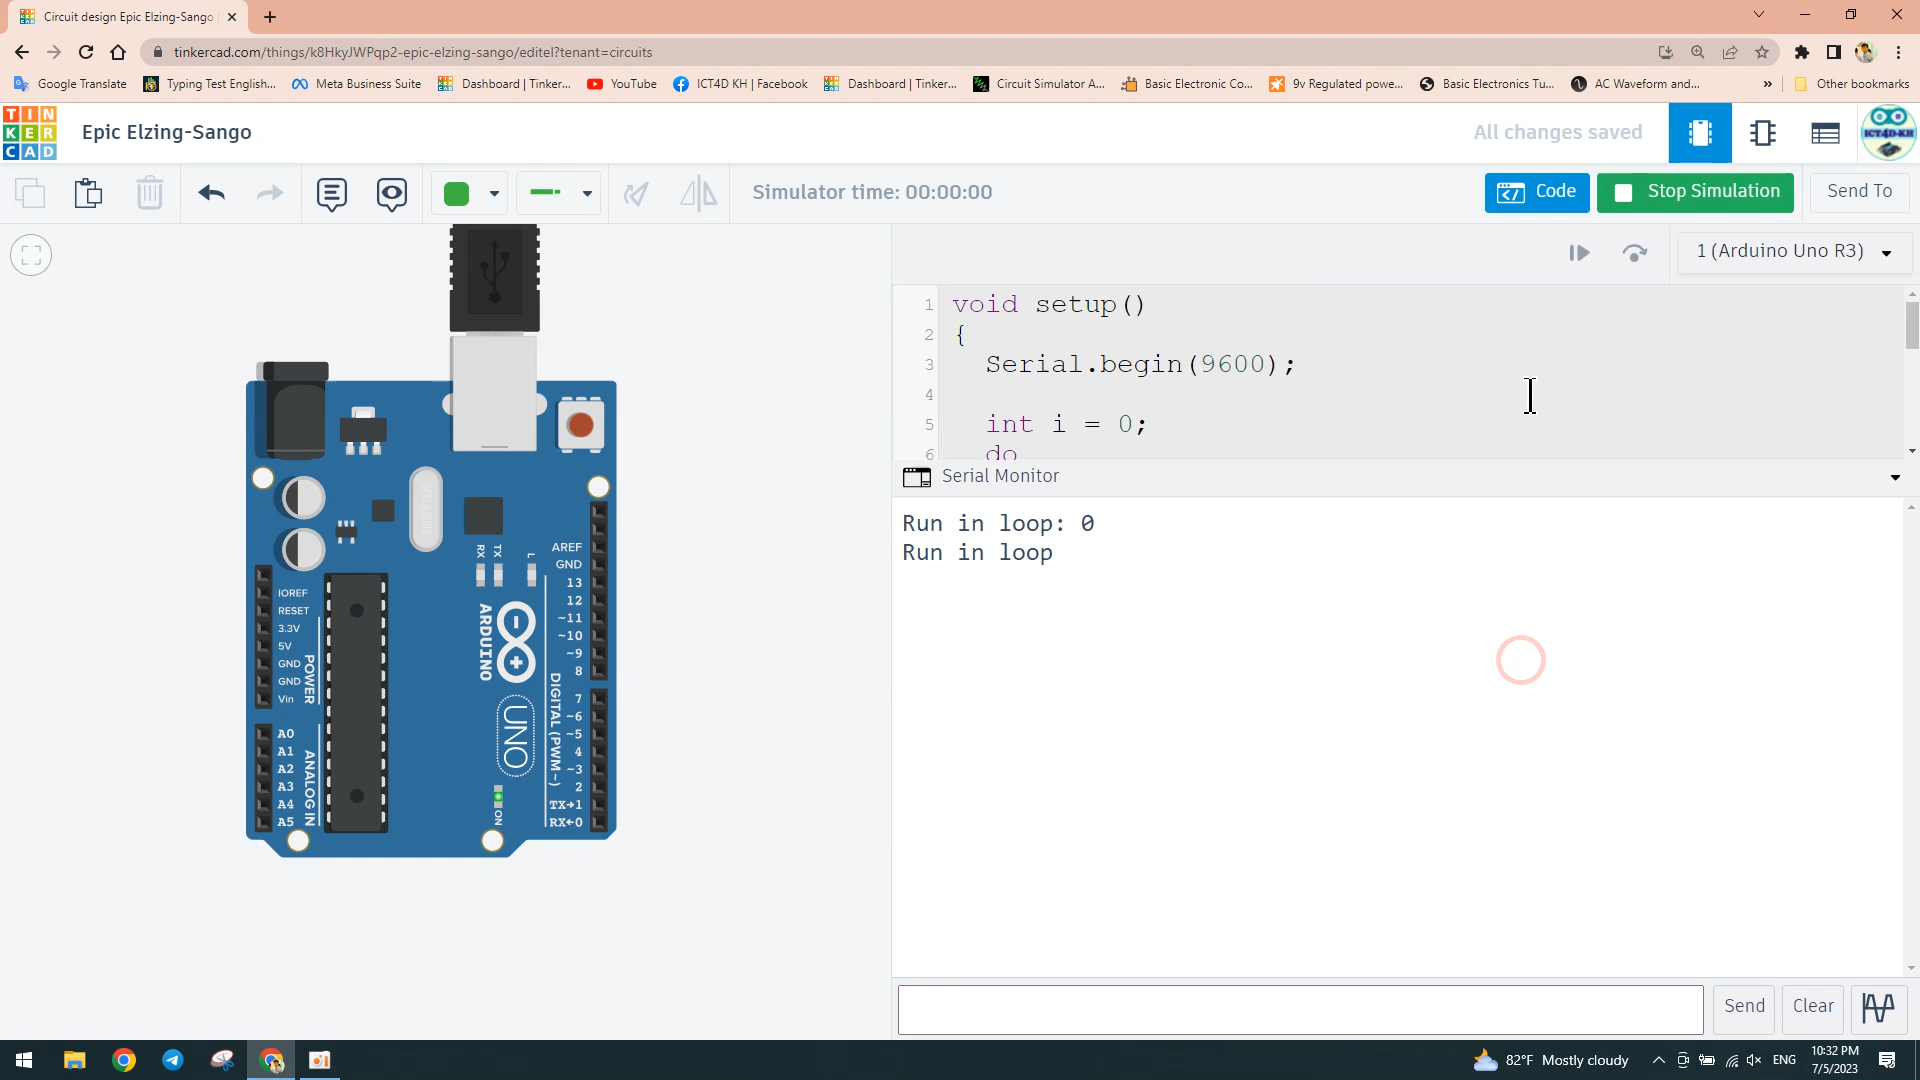 Circuit design Epic Elzing-Sango
tinkercad.com/things/k8HkyJWPqp2-epic-elzing-sango/editel?tenant=circuits
Google Translate
Typing Test English...
Meta Business Suite
Dashboard | Tinker...
YouTube
ICT4D KH | Facebook
Dashboard | Tinker...
Circuit Simulator A...
Basic Electronic Co...
9v Regulated powe...
Basic Electronics Tu...
AC Waveform and...
»
Other bookmarks
TIN
KER
CAD
Epic Elzing-Sango
All changes saved
ICT4D-KH
Simulator time: 00:00:00
Code
Stop Simulation
Send To
1 (Arduino Uno R3)
1 void setup()
2 {
3 Serial.begin(9600);
4
5 int i = 0;
6 do
Serial Monitor
Run in loop: 0
Run in loop
Send
Clear
AREF
GND
13
12
~11
~10
~9
8
7
~6
~5
4
~3
2
TX→1
RX←0
DIGITAL (PWM~)
IOREF
RESET
3.3V
5V
GND
GND
Vin
POWER
A0
A1
A2
A3
A4
A5
ANALOG IN
RX
TX
L
ARDUINO
UNO
ON
82°F Mostly cloudy
ENG
10:32 PM
7/5/2023